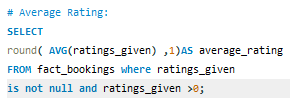 # Average Rating:
SELECT
round( AVG(ratings_given) ,1)AS average_rating
FROM fact_bookings where ratings_given
is not null and ratings_given >0;